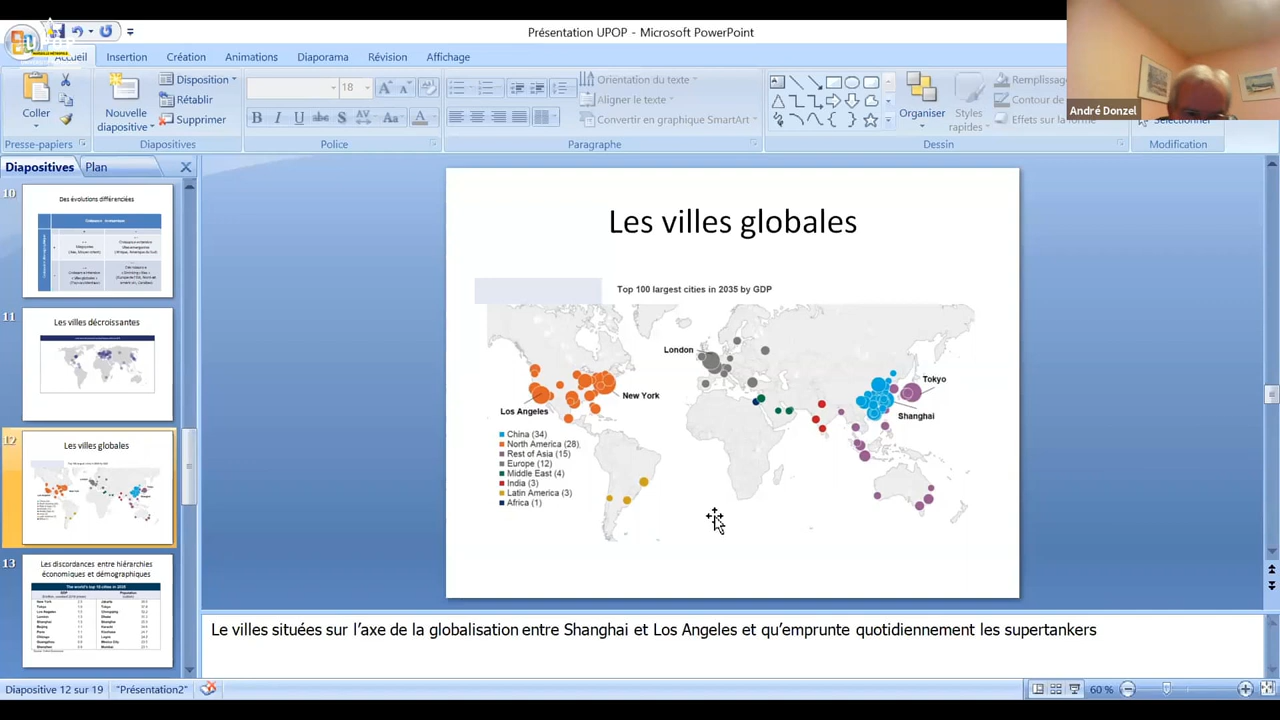 Présentation UPOP - Microsoft PowerPoint
Accueil
Insertion
Création
Animations
Diaporama
Révision
Affichage
André Donzel
Coller
Nouvelle
diapositive
Disposition
Rétablir
Supprimer
18
Orientation du texte
Aligner le texte
Convertir en graphique SmartArt
Organiser
Styles
rapides
Remplissage
Contour de
Effets sur la forme
Sélectionner
Presse-papiers
Diapositives
Police
Paragraphe
Dessin
Modification
Diapositives
Plan
10
Des évolutions différenciées
11
Les villes décroissantes
12
Les villes globales
13
Les discordances entre hiérarchies
économiques et démographiques
Les villes globales
Top 100 largest cities in 2035 by GDP
London
New York
Los Angeles
Tokyo
Shanghai
China (34)
North America (28)
Rest of Asia (15)
Europe (12)
Middle East (4)
India (3)
Latin America (3)
Africa (1)
Le villes situées sur l'axe de la globalisation entre Shanghai et Los Angeles et qu'emprunte quotidiennement les supertankers
Diapositive 12 sur 19
"Présentation2"
60 %